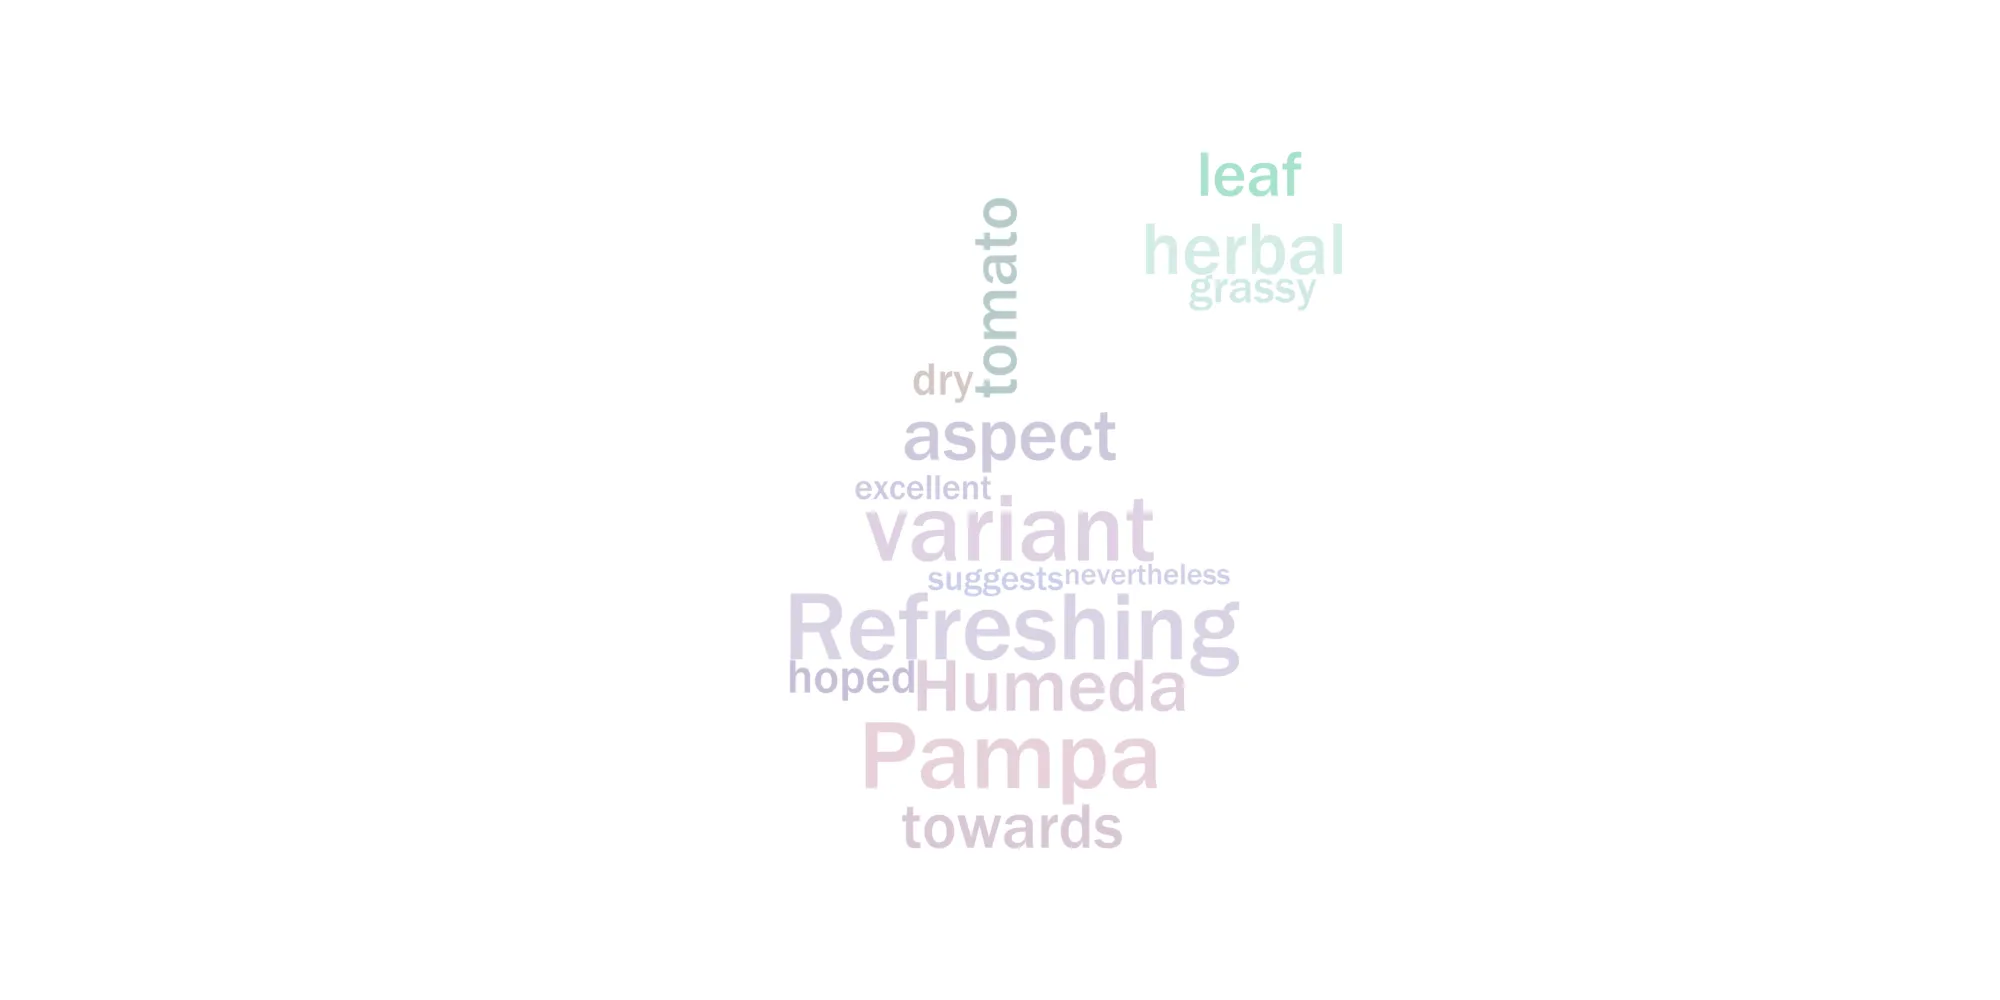 leaf
herbal
grassy
tomato
dry
aspect
excellent
variant
suggests nevertheless
Refreshing
hoped Humeda
Pampa
towards